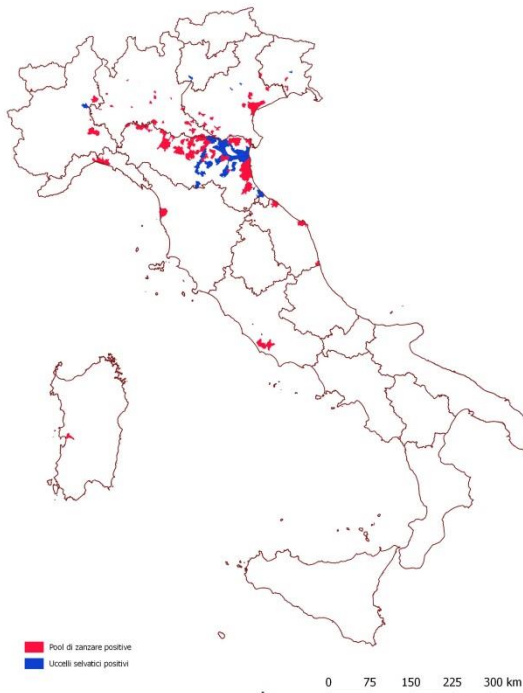 Pool di zanzare positive
Uccelli selvatici positivi
0 75 150 225 300 km